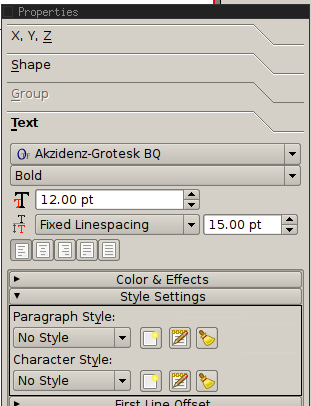 Properties
X, Y, Z
Shape
Group
Text
Akzidenz-Grotesk BQ
Bold
12.00 pt
Fixed Linespacing 15.00 pt
Color & Effects
Style Settings
Paragraph Style:
No Style
Character Style:
No Style
First Line Offset